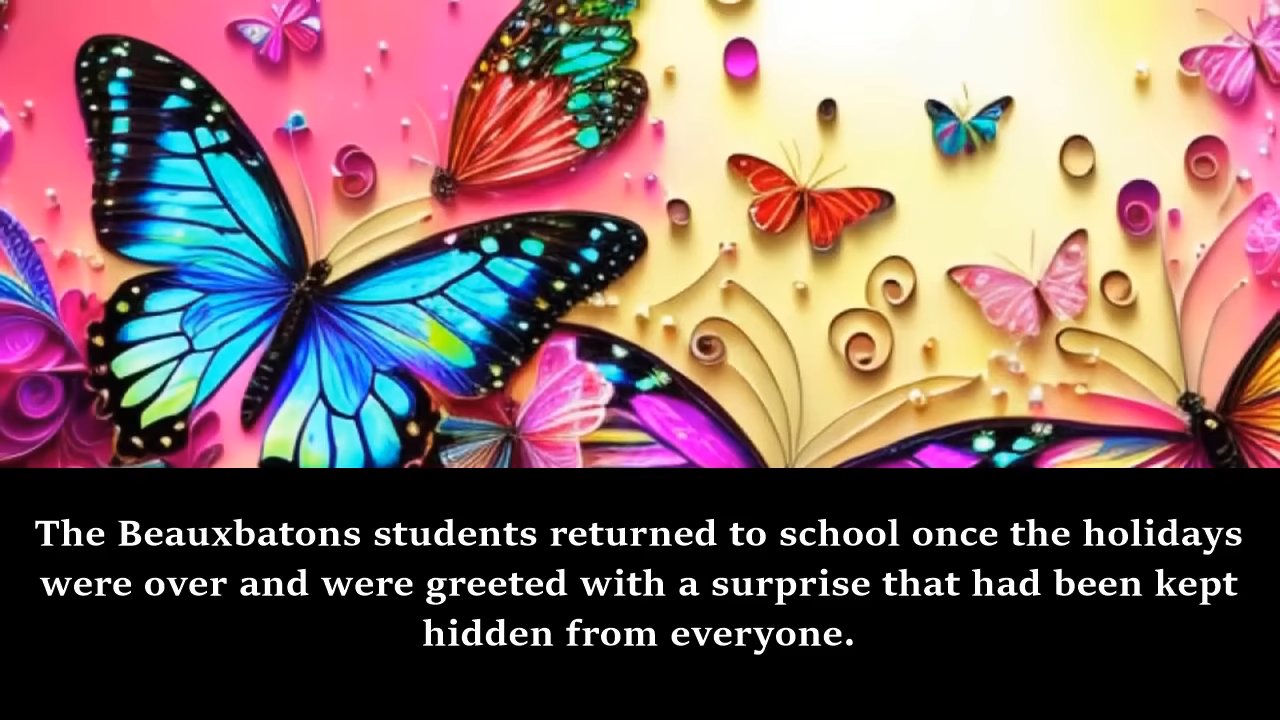 The Beauxbatons students returned to school once the holidays
were over and were greeted with a surprise that had been kept
hidden from everyone.